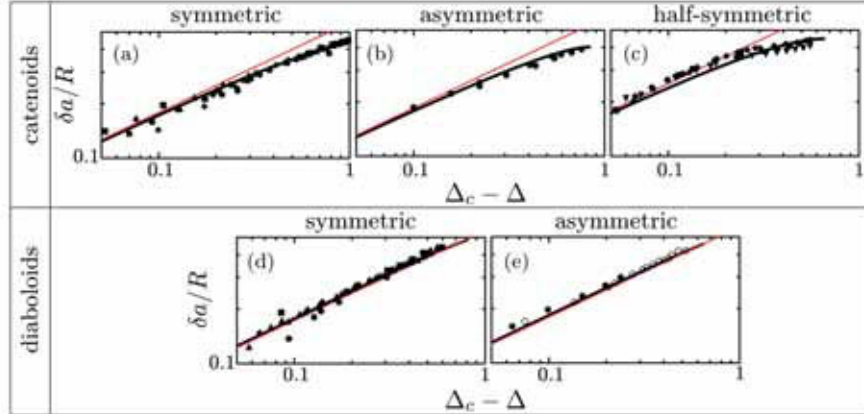 symmetric asymmetric half-symmetric
catenoids
δa/R
(a) (b) (c)
0.1
0.1 1 0.1 1 0.1 1
Δc − Δ
symmetric asymmetric
diaboloids
δa/R
(d) (e)
0.1
0.1 1 0.1 1
Δc − Δ